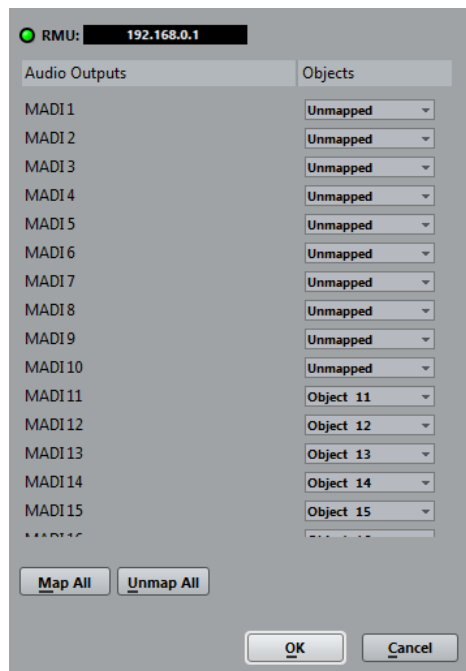 RMU: 192.168.0.1
Audio Outputs Objects
MADI 1 Unmapped
MADI 2 Unmapped
MADI 3 Unmapped
MADI 4 Unmapped
MADI 5 Unmapped
MADI 6 Unmapped
MADI 7 Unmapped
MADI 8 Unmapped
MADI 9 Unmapped
MADI 10 Unmapped
MADI 11 Object 11
MADI 12 Object 12
MADI 13 Object 13
MADI 14 Object 14
MADI 15 Object 15
Map All Unmap All
OK Cancel